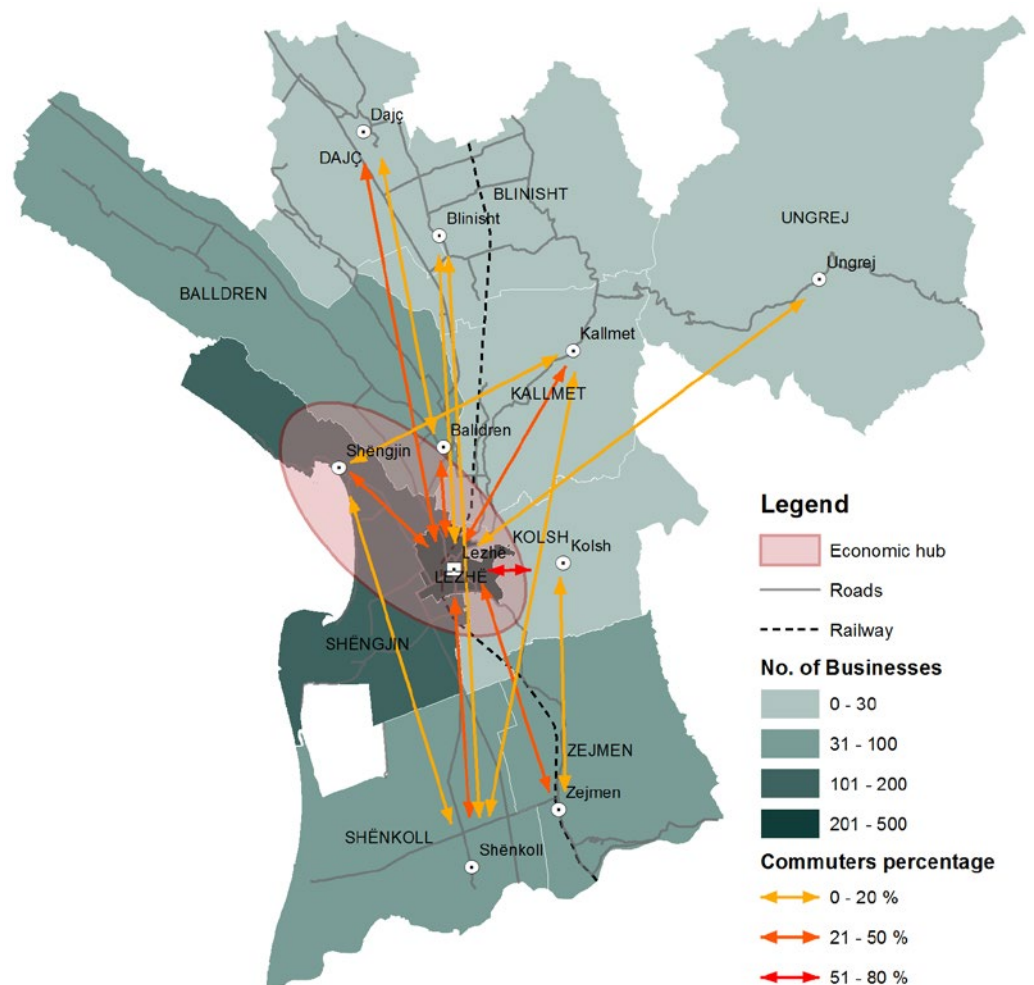 Dajç
DAJÇ
BLINISHT
Blinisht
UNGREJ
Ungrej
BALLDREN
Kallmet
KALLMET
Balldren
Shëngjin
KOLSH
Kolsh
Lezhë
LEZHË
SHËNGJIN
ZEJMEN
Zejmen
SHËNKOLL
Shënkoll
Legend
Economic hub
Roads
Railway
No. of Businesses
0 - 30
31 - 100
101 - 200
201 - 500
Commuters percentage
0 - 20 %
21 - 50 %
51 - 80 %